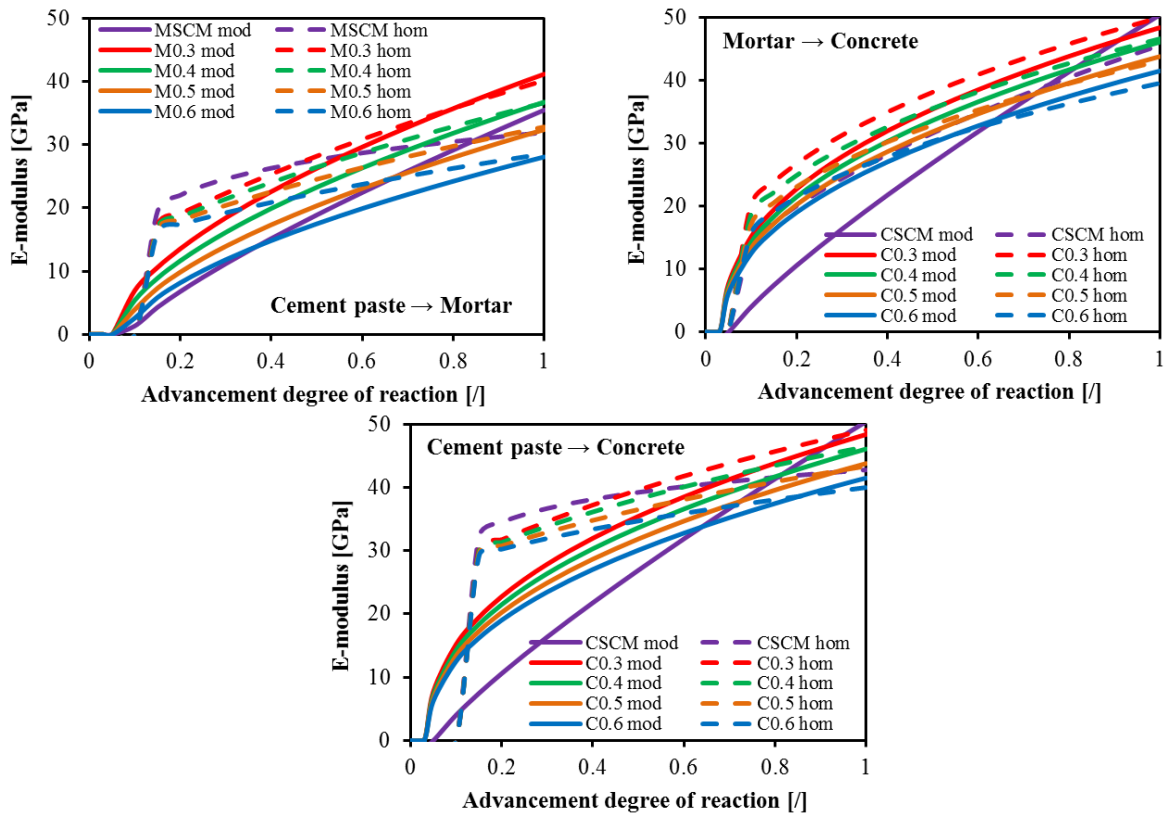 50
40
30
20
10
0
E-modulus [GPa]
MSCM mod MSCM hom
M0.3 mod M0.3 hom
M0.4 mod M0.4 hom
M0.5 mod M0.5 hom
M0.6 mod M0.6 hom
Cement paste → Mortar
0 0.2 0.4 0.6 0.8 1
Advancement degree of reaction [/]
50
40
30
20
10
0
E-modulus [GPa]
Mortar → Concrete
CSCM mod CSCM hom
C0.3 mod C0.3 hom
C0.4 mod C0.4 hom
C0.5 mod C0.5 hom
C0.6 mod C0.6 hom
0 0.2 0.4 0.6 0.8 1
Advancement degree of reaction [/]
50
40
30
20
10
0
E-modulus [GPa]
Cement paste → Concrete
CSCM mod CSCM hom
C0.3 mod C0.3 hom
C0.4 mod C0.4 hom
C0.5 mod C0.5 hom
C0.6 mod C0.6 hom
0 0.2 0.4 0.6 0.8 1
Advancement degree of reaction [/]